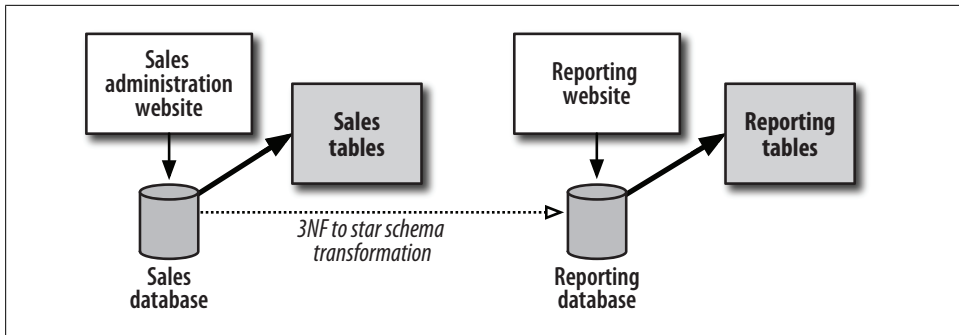 Sales
administration
website
Sales
tables
Reporting
website
Reporting
tables
3NF to star schema
transformation
Sales
database
Reporting
database